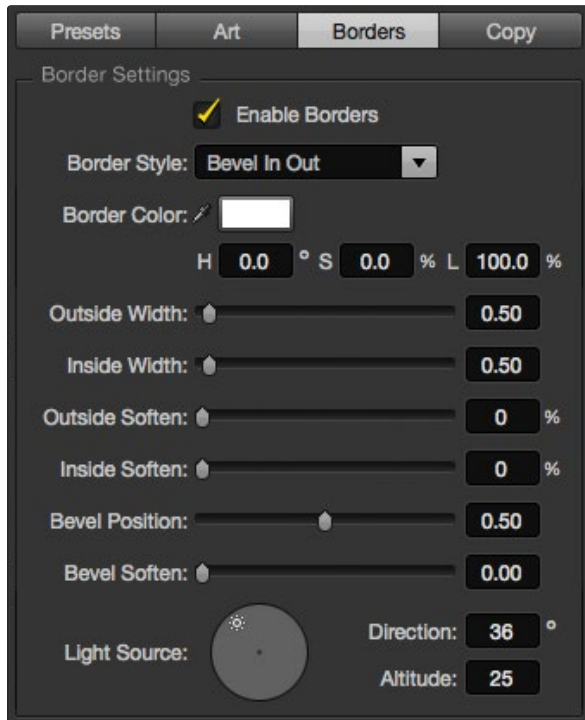 Presets Art Borders Copy
Border Settings
Enable Borders
Border Style: Bevel In Out
Border Color:
H 0.0 ° S 0.0 % L 100.0 %
Outside Width: 0.50
Inside Width: 0.50
Outside Soften: 0 %
Inside Soften: 0 %
Bevel Position: 0.50
Bevel Soften: 0.00
Light Source:
Direction: 36 °
Altitude: 25